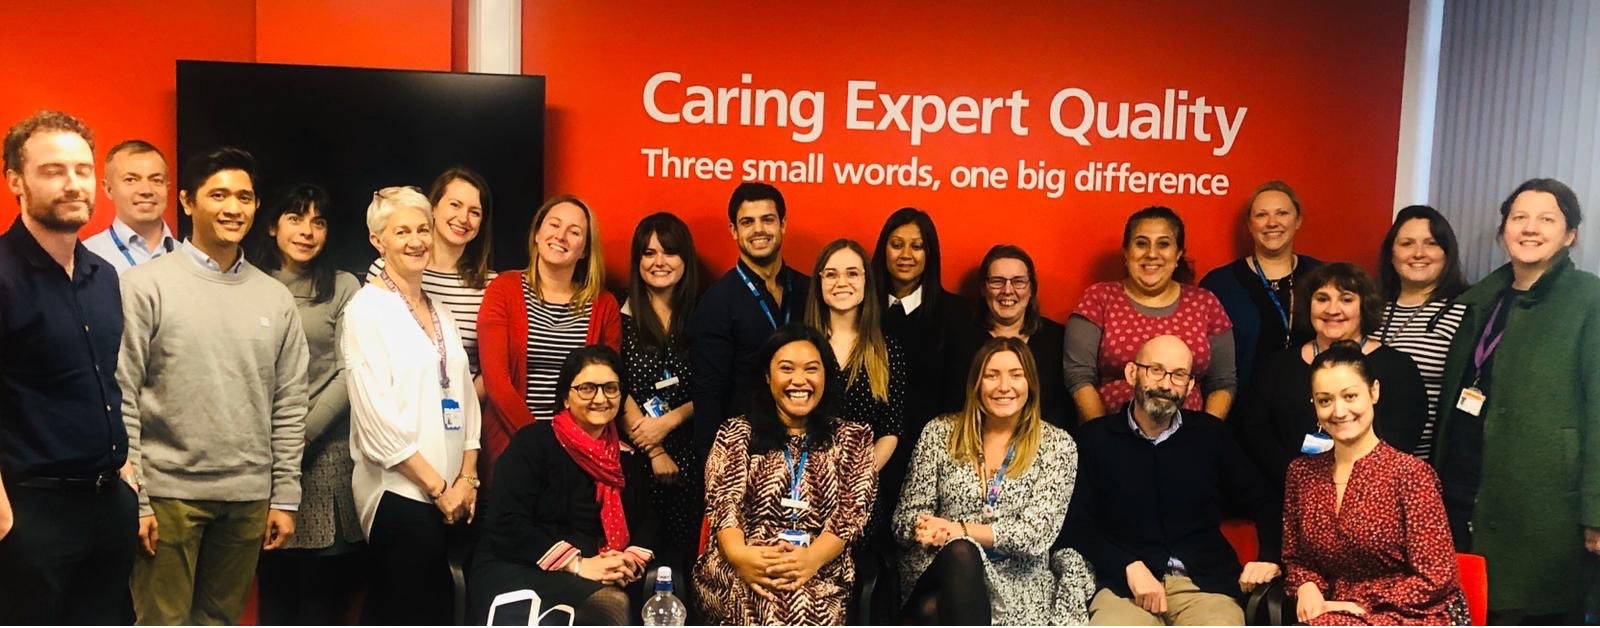 Caring Expert Quality
Three small words, one big difference